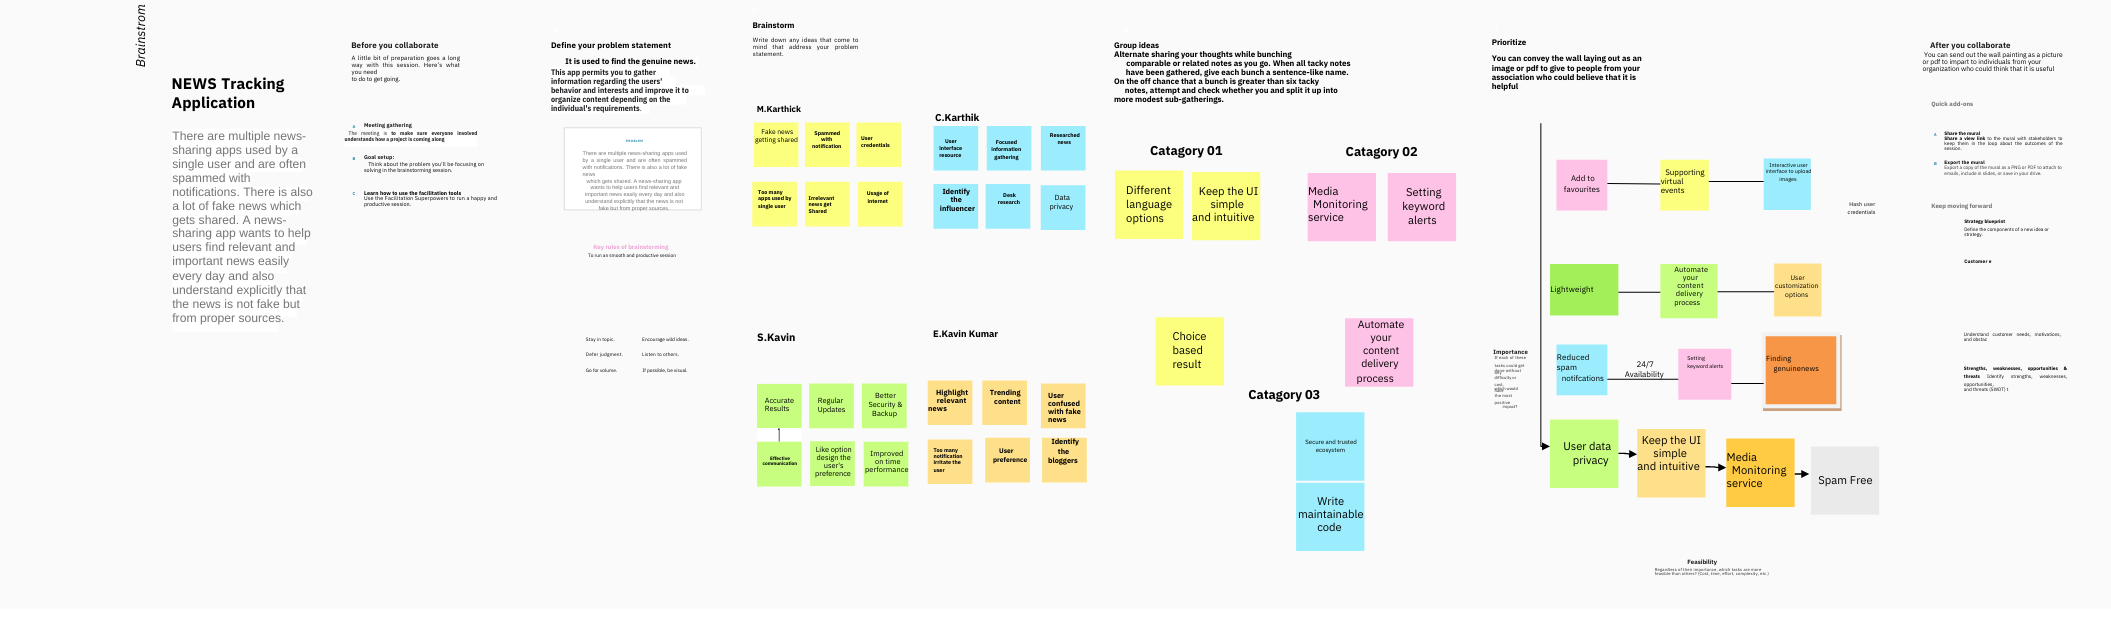 Brainstrom
NEWS Tracking
Application
There are multiple news-
sharing apps used by a
single user and are often
spammed with
notifications. There is also
a lot of fake news which
gets shared. A news-
sharing app wants to help
users find relevant and
important news easily
every day and also
understand explicitly that
the news is not fake but
from proper sources.
Before you collaborate
A little bit of preparation goes a long
way with this session. Here's what
you need
to do to get going.
A Meeting gathering
The meeting is to make sure everyone involved
understands how a project is coming along
B Goal setup:
Think about the problem you'll be focusing on
solving in the brainstorming session.
C Learn how to use the facilitation tools
Use the Facilitation Superpowers to run a happy and
productive session.
Define your problem statement
It is used to find the genuine news.
This app permits you to gather
information regarding the users'
behavior and interests and improve it to
organize content depending on the
individual's requirements.
PROBLEM
There are multiple news-sharing apps used
by a single user and are often spammed
with notifications. There is also a lot of fake
news
which gets shared. A news-sharing app
wants to help users find relevant and
important news easily every day and also
understand explicitly that the news is not
fake but from proper sources.
Key rules of brainstorming
To run an smooth and productive session
Stay in topic.
Encourage wild ideas.
Defer judgment.
Listen to others.
Go for volume.
If possible, be visual.
Brainstorm
Write down any ideas that come to
mind that address your problem
statement.
M.Karthick
Fake news
getting shared
Spammed
with
notification
User
credentials
Too many
apps used by
single user
Irrelevant
news get
Shared
Usage of
internet
C.Karthik
User
interface
resource
Focused
information
gathering
Researched
news
Identify
the
influencer
Desk
research
Data
privacy
S.Kavin
Accurate
Results
Regular
Updates
Better
Security &
Backup
Effective
communication
Like option
design the
user's
preference
Improved
on time
performance
E.Kavin Kumar
Highlight
relevant
news
Trending
content
User
confused
with fake
news
Too many
notification
irritate the
user
User
preference
Identify
the
bloggers
Group ideas
Alternate sharing your thoughts while bunching
comparable or related notes as you go. When all tacky notes
have been gathered, give each bunch a sentence-like name.
On the off chance that a bunch is greater than six tacky
notes, attempt and check whether you and split it up into
more modest sub-gatherings.
Catagory 01
Different
language
options
Keep the UI
simple
and intuitive
Choice
based
result
Catagory 02
Media
Monitoring
service
Setting
keyword
alerts
Automate
your
content
delivery
process
Catagory 03
Secure and trusted
ecosystem
Write
maintainable
code
Prioritize
You can convey the wall laying out as an
image or pdf to give to people from your
association who could believe that it is
helpful
Add to
favourites
Supporting
virtual
events
Interactive user
interface to upload
images
Hash user
credentials
Lightweight
Automate
your
content
delivery
process
User
customization
options
Importance
If each of these
tasks could get
Reduced
spam
notifcations
24/7
Availability
Setting
keyword alerts
Finding
genuinenews
difficulty or
cost,
the most
positive
impact?
User data
privacy
Keep the UI
simple
and intuitive
Media
Monitoring
service
Spam Free
Feasibility
Regardless of their importance, which tasks are more
feasible than others? (Cost, time, effort, complexity, etc.)
After you collaborate
You can send out the wall painting as a picture
or pdf to impart to individuals from your
organization who could think that it is useful
Quick add-ons
A Share the mural
Share a view link to the mural with stakeholders to
keep them in the loop about the outcomes of the
session.
B Export the mural
Export a copy of the mural as a PNG or PDF to attach to
emails, include in slides, or save in your drive.
Keep moving forward
Strategy blueprint
Define the components of a new idea or
strategy.
Customer e
Understand customer needs, motivations,
and obstac
Strengths, weaknesses, opportunities &
threats Identify strengths, weaknesses,
opportunities,
and threats (SWOT) t